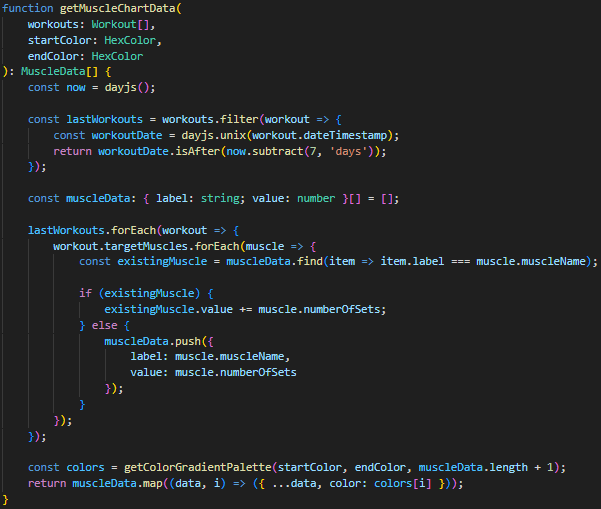 function getMuscleChartData(
    workouts: Workout[],
    startColor: HexColor,
    endColor: HexColor
): MuscleData[] {
    const now = dayjs();

    const lastWorkouts = workouts.filter(workout => {
        const workoutDate = dayjs.unix(workout.dateTimestamp);
        return workoutDate.isAfter(now.subtract(7, 'days'));
    });

    const muscleData: { label: string; value: number }[] = [];

    lastWorkouts.forEach(workout => {
        workout.targetMuscles.forEach(muscle => {
            const existingMuscle = muscleData.find(item => item.label === muscle.muscleName);

            if (existingMuscle) {
                existingMuscle.value += muscle.numberOfSets;
            } else {
                muscleData.push({
                    label: muscle.muscleName,
                    value: muscle.numberOfSets
                });
            }
        });
    });

    const colors = getColorGradientPalette(startColor, endColor, muscleData.length + 1);
    return muscleData.map((data, i) => ({ ...data, color: colors[i] }));
}